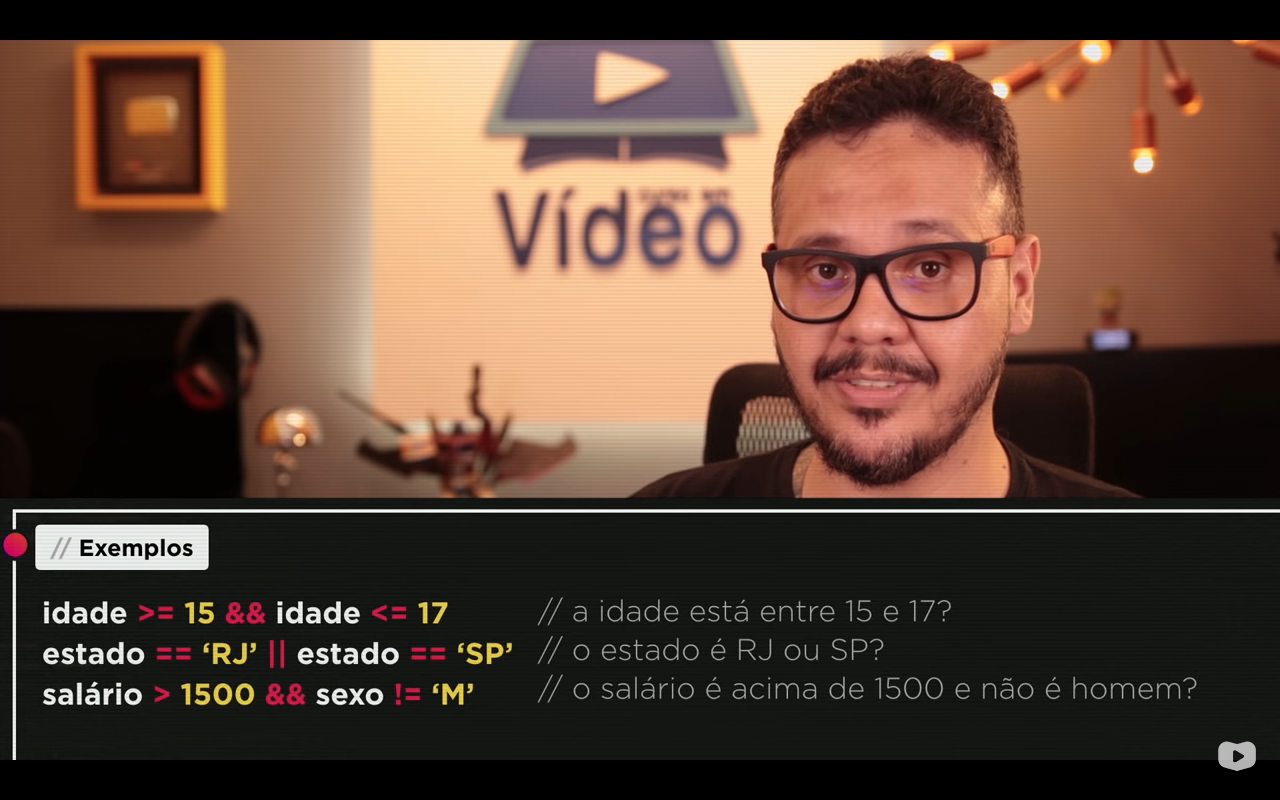 Vídeo
// Exemplos
idade >= 15 && idade <= 17 // a idade está entre 15 e 17?
estado == ‘RJ’ || estado == ‘SP’ // o estado é RJ ou SP?
salário > 1500 && sexo != ‘M’ // o salário é acima de 1500 e não é homem?